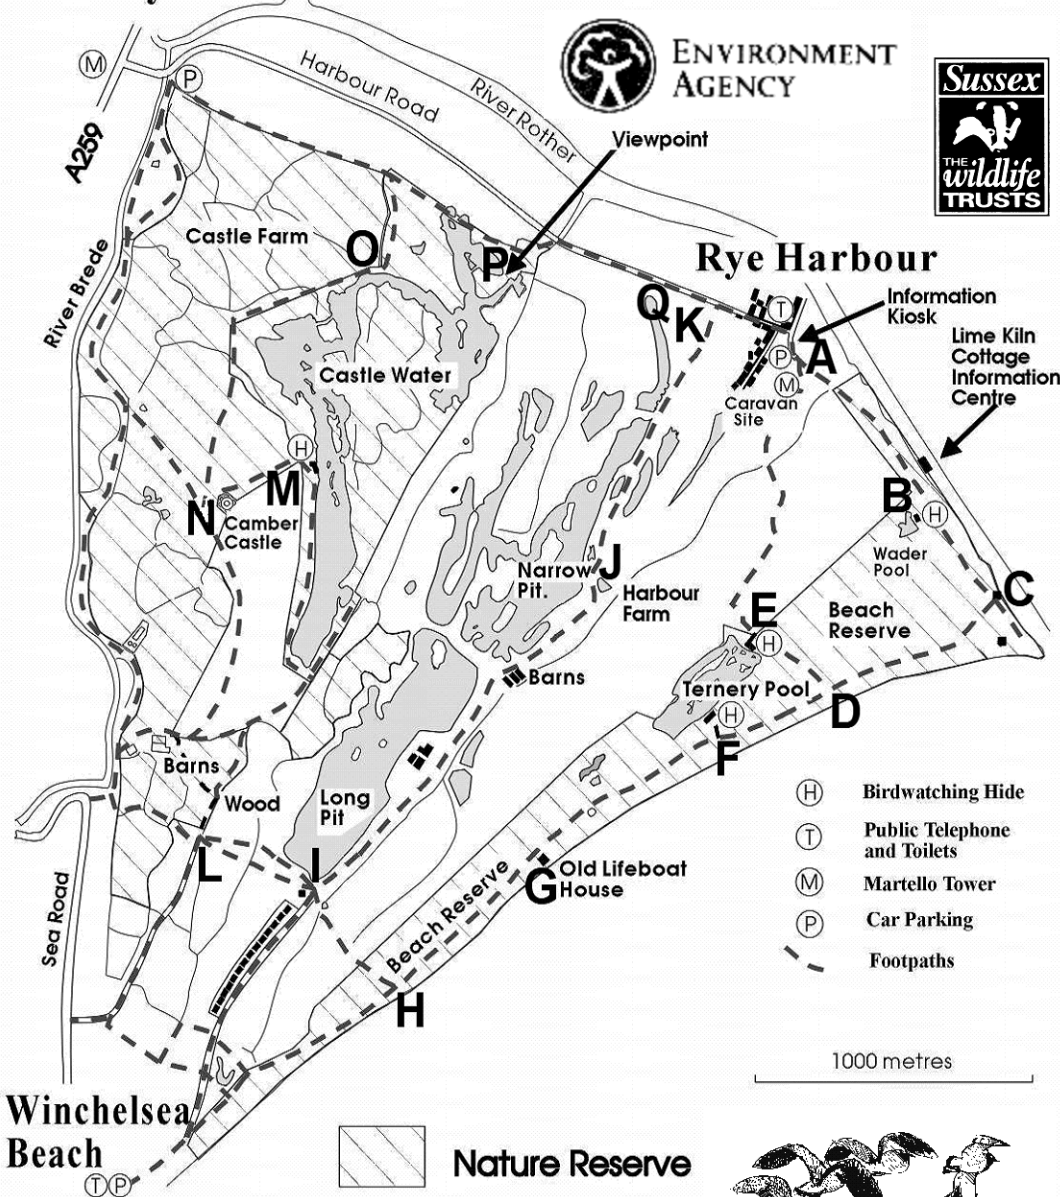 ENVIRONMENT
AGENCY
Sussex
THE
wildlife
TRUSTS
M
P
Harbour Road
River Rother
A259
Viewpoint
Castle Farm
O
P
River Brede
Rye Harbour
Information
Kiosk
Q
K
T
A
P
M
Lime Kiln
Cottage
Information
Centre
Castle Water
Caravan
Site
H
M
N
Camber
Castle
B
H
Wader
Pool
Narrow
Pit.
J
Harbour
Farm
C
E
H
Beach
Reserve
Barns
Ternery Pool
H
D
F
Barns
Wood
Long
Pit
L
I
Sea Road
Beach Reserve
G
Old Lifeboat
House
H
H Birdwatching Hide
T Public Telephone
and Toilets
M Martello Tower
P Car Parking
Footpaths
1000 metres
Winchelsea
Beach
T P
Nature Reserve